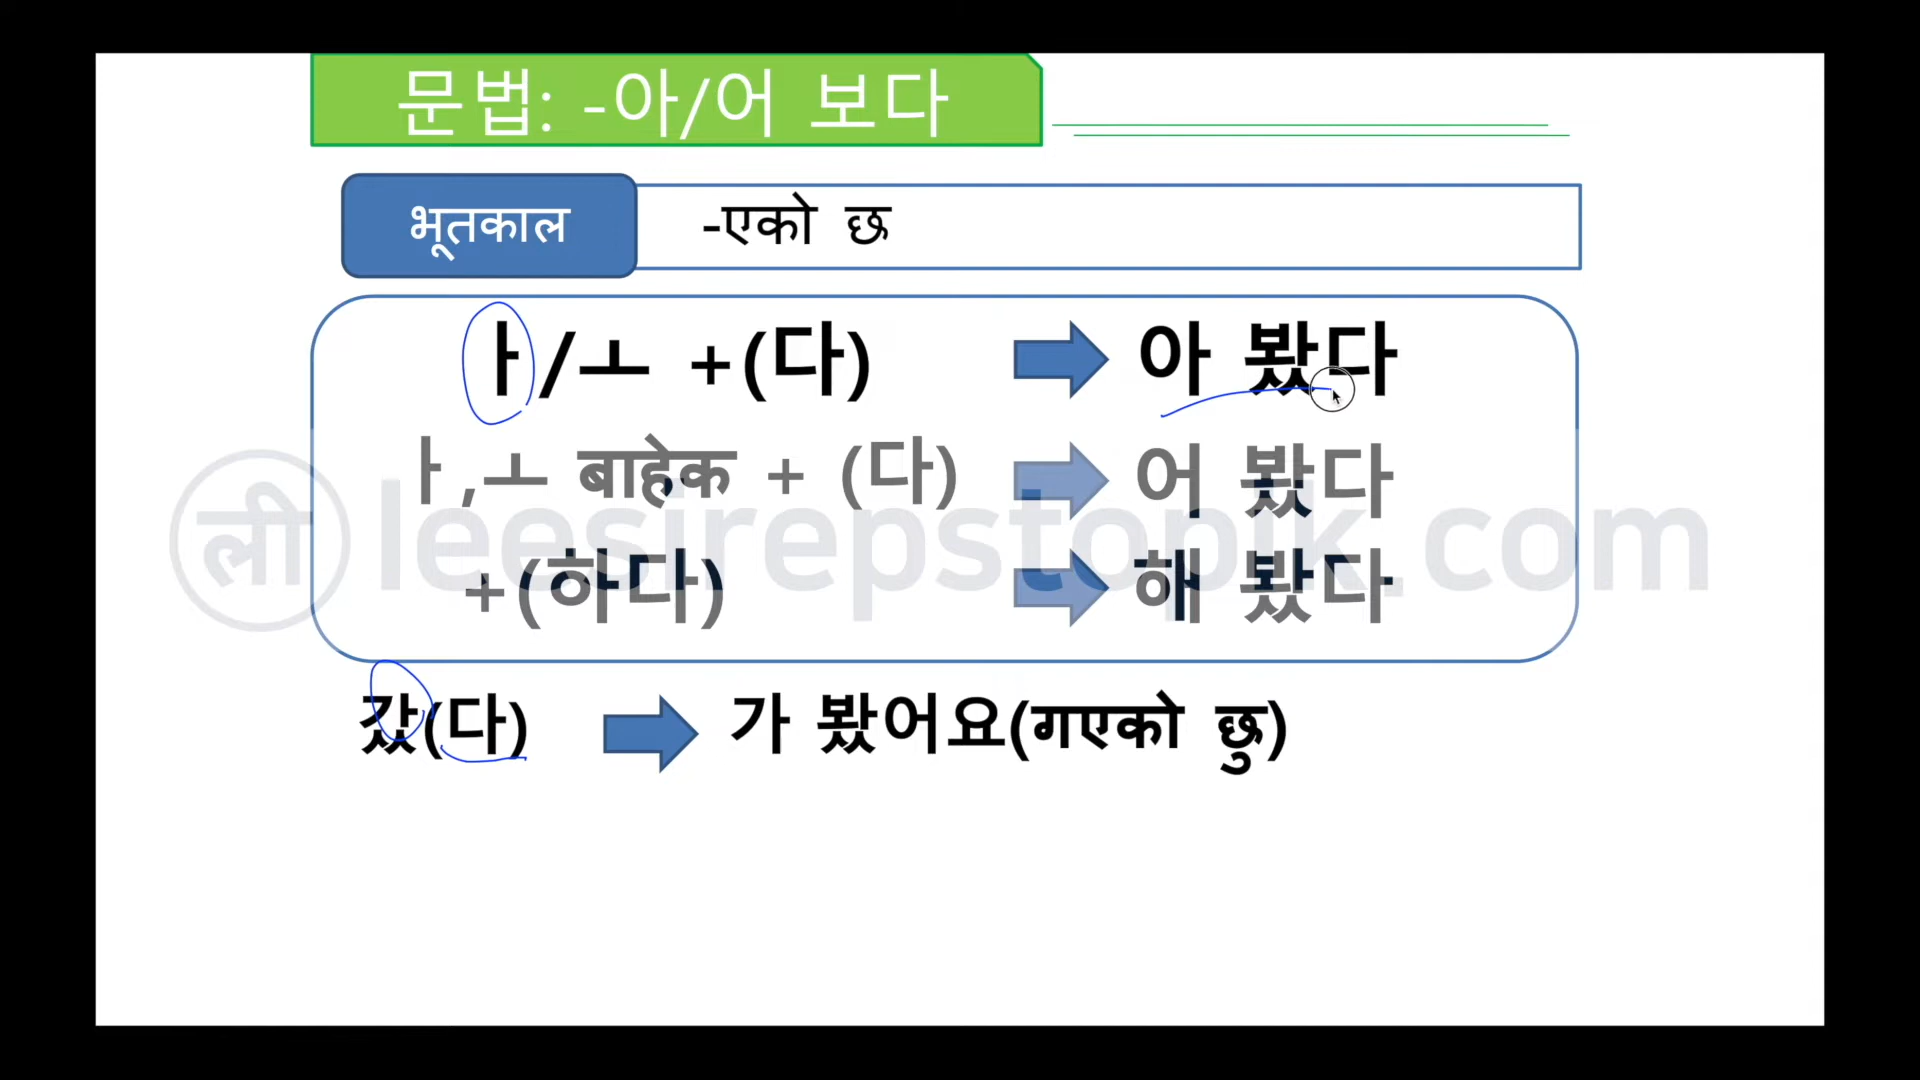 문법: -아/어 보다
भूतकाल -एको छ
ㅏ/ㅗ +(다) 아 봤다
ㅏ,ㅗ बाहेक + (다) 어 봤다
ली leesirepstopik.com
+(하다) 해 봤다
갔(다) 가 봤어요(गएको छु)